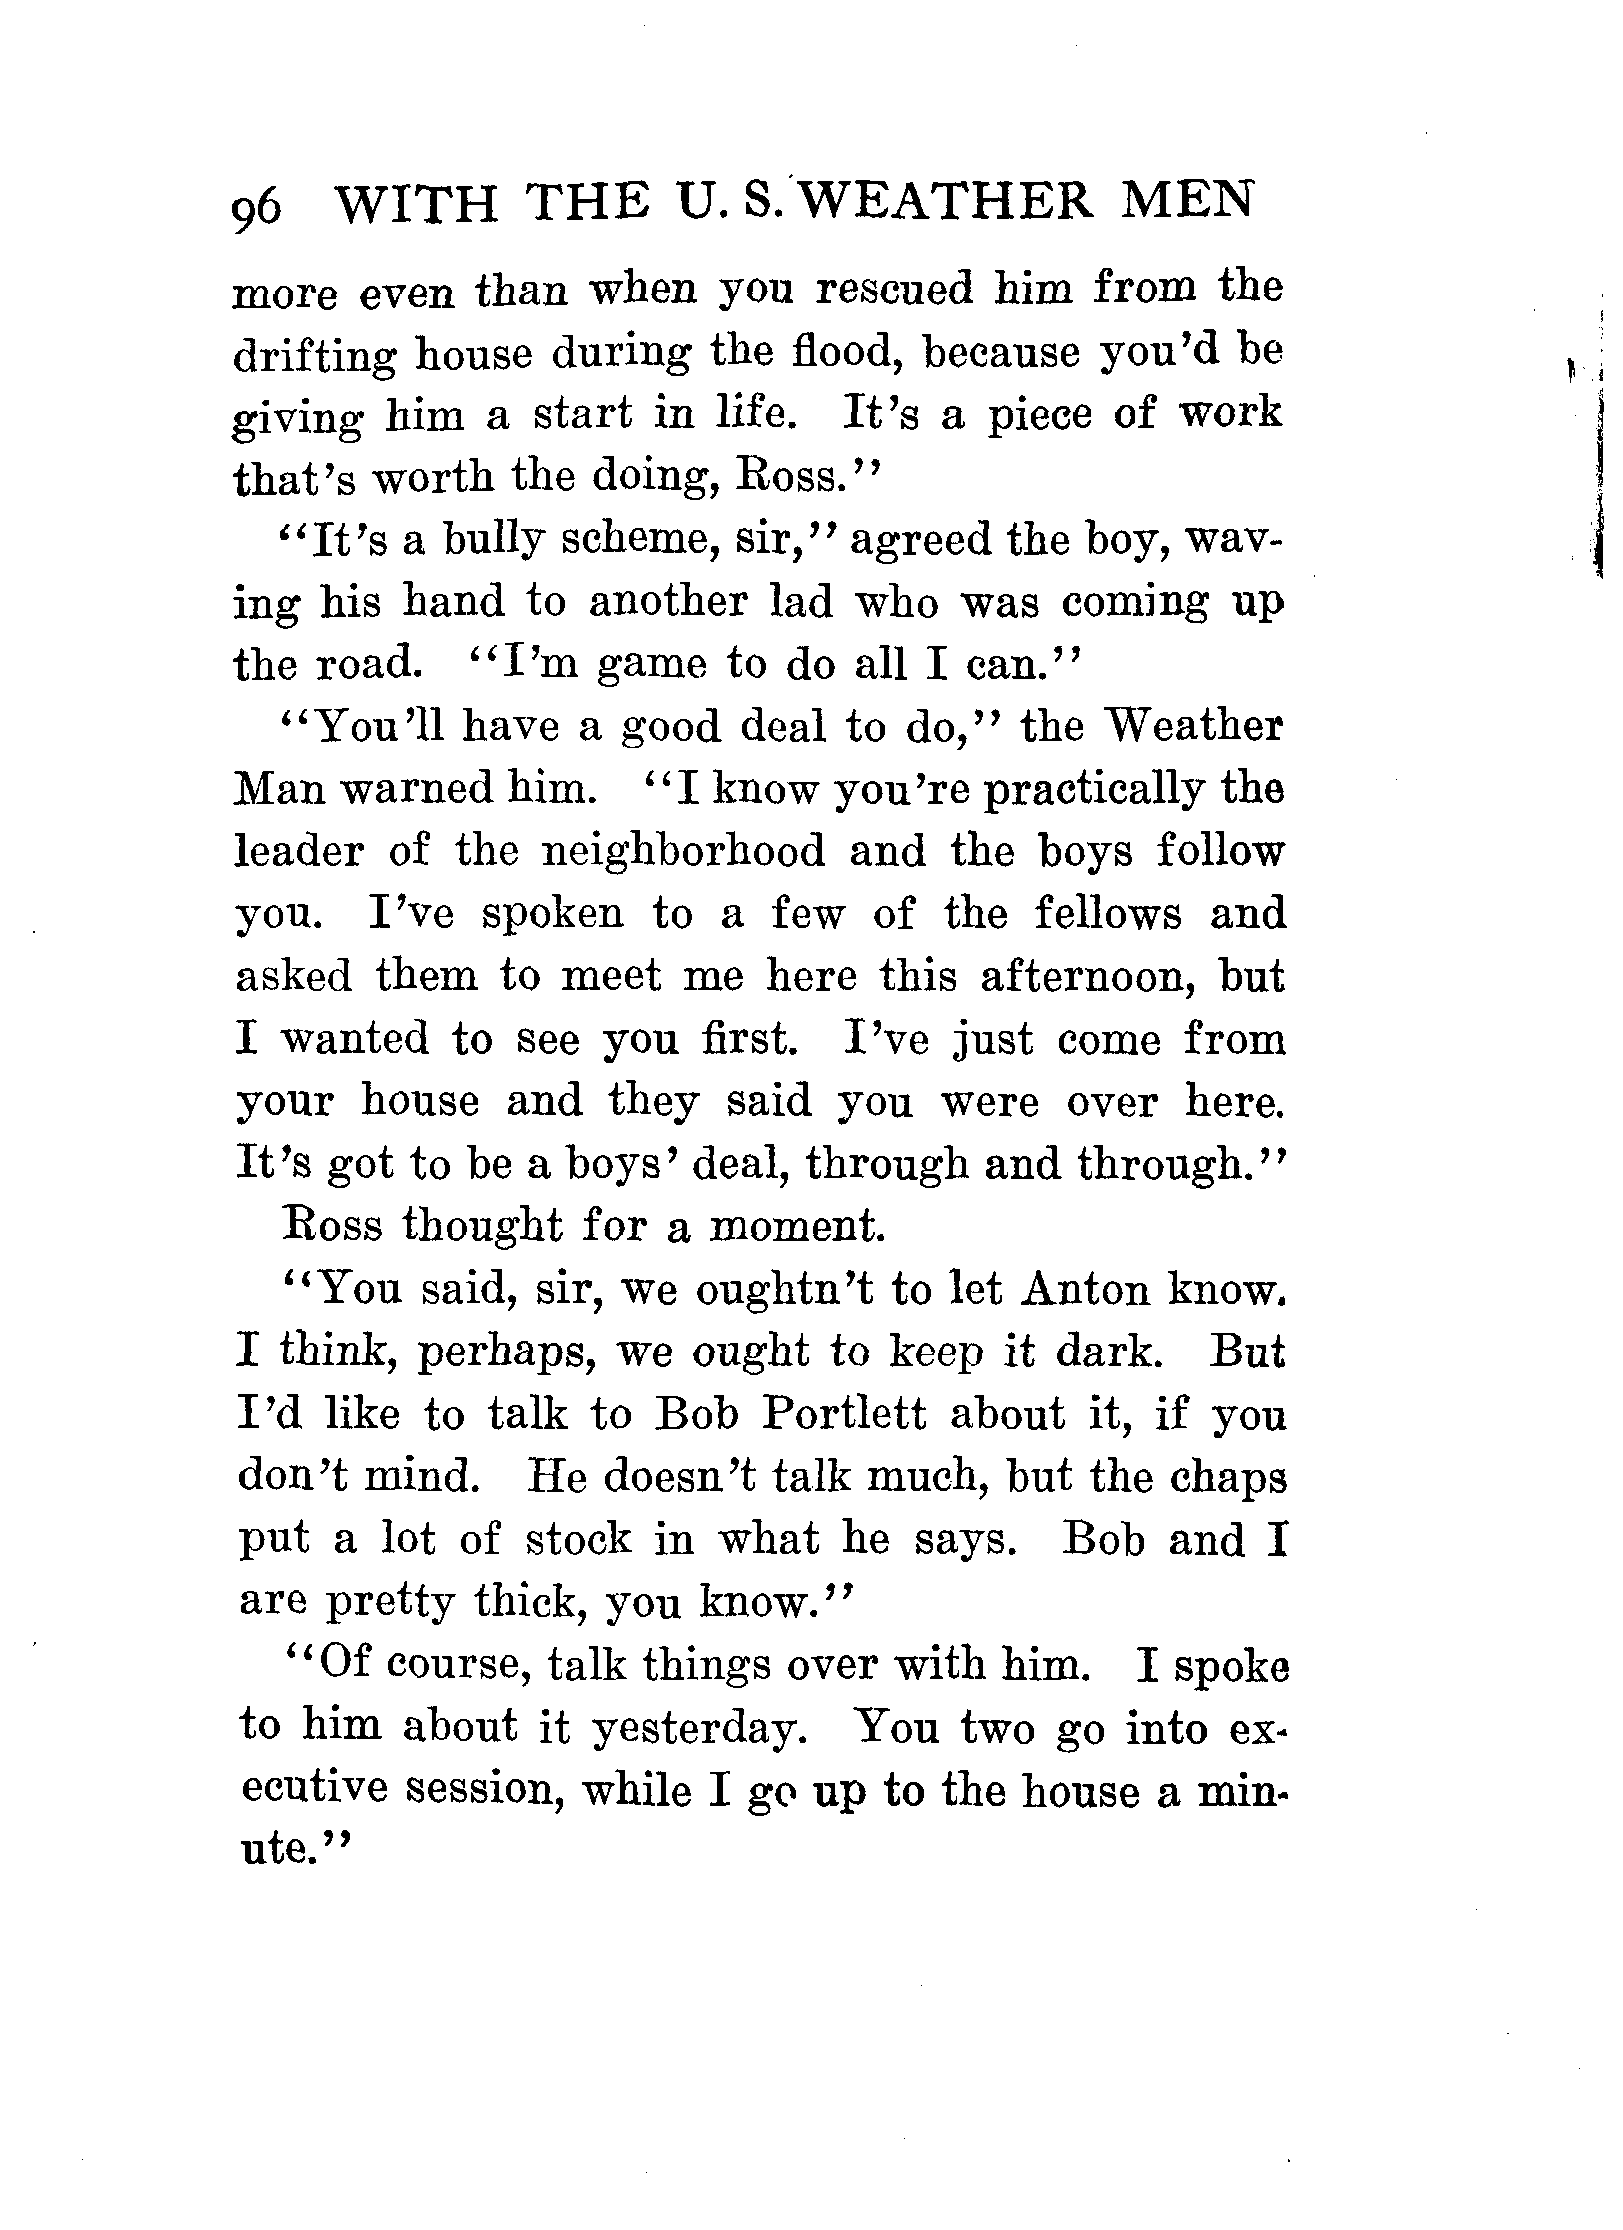 96 WITH THE U. S. WEATHER MEN
more even than when you rescued him from the
drifting house during the flood, because you'd be
giving him a start in life. It's a piece of work
that's worth the doing, Ross."
"It's a bully scheme, sir," agreed the boy, wav-
ing his hand to another lad who was coming up
the road. "I'm game to do all I can."
"You'll have a good deal to do," the Weather
Man warned him. "I know you're practically the
leader of the neighborhood and the boys follow
you. I've spoken to a few of the fellows and
asked them to meet me here this afternoon, but
I wanted to see you first. I've just come from
your house and they said you were over here.
It's got to be a boys' deal, through and through."
Ross thought for a moment.
"You said, sir, we oughtn't to let Anton know.
I think, perhaps, we ought to keep it dark. But
I'd like to talk to Bob Portlett about it, if you
don't mind. He doesn't talk much, but the chaps
put a lot of stock in what he says. Bob and I
are pretty thick, you know."
"Of course, talk things over with him. I spoke
to him about it yesterday. You two go into ex-
ecutive session, while I go up to the house a min-
ute."